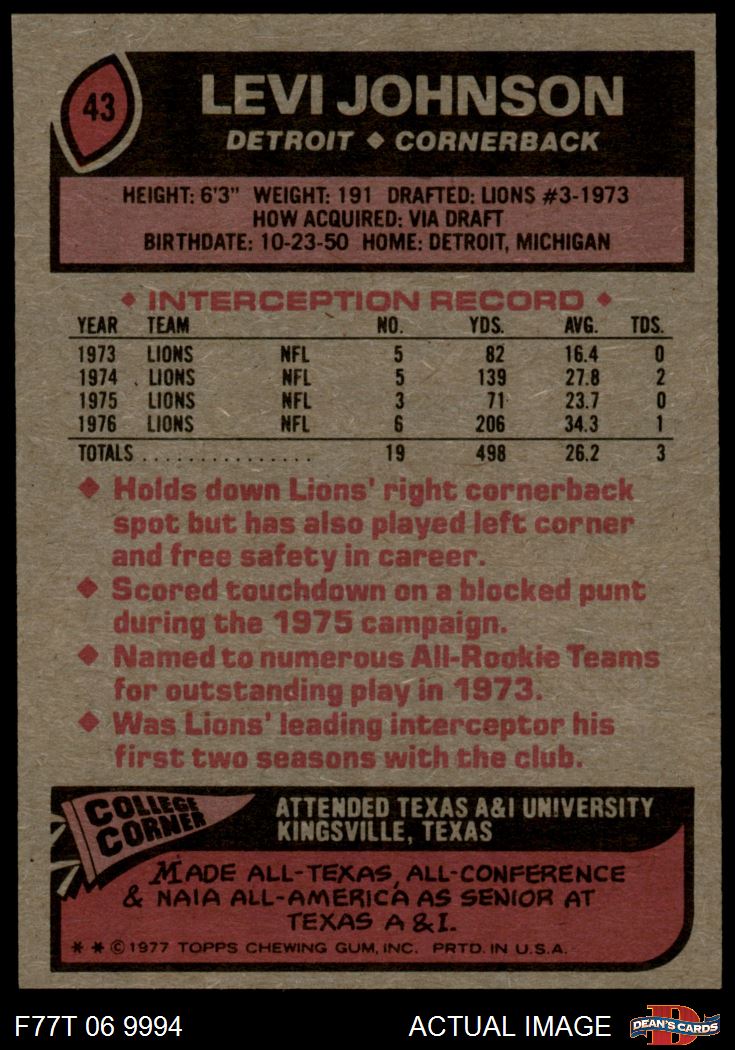 43
LEVI JOHNSON
DETROIT ◆ CORNERBACK
HEIGHT: 6'3" WEIGHT: 191 DRAFTED: LIONS #3-1973
HOW ACQUIRED: VIA DRAFT
BIRTHDATE: 10-23-50 HOME: DETROIT, MICHIGAN
◆ INTERCEPTION RECORD ◆
YEAR TEAM NO. YDS. AVG. TDS.
1973 LIONS NFL 5 82 16.4 0
1974 LIONS NFL 5 139 27.8 2
1975 LIONS NFL 3 71 23.7 0
1976 LIONS NFL 6 206 34.3 1
TOTALS ............... 19 498 26.2 3
◆ Holds down Lions' right cornerback
spot but has also played left corner
and free safety in career.
◆ Scored touchdown on a blocked punt
during the 1975 campaign.
◆ Named to numerous All-Rookie Teams
for outstanding play in 1973.
◆ Was Lions' leading interceptor his
first two seasons with the club.
COLLEGE
CORNER
ATTENDED TEXAS A&I UNIVERSITY
KINGSVILLE, TEXAS
MADE ALL-TEXAS, ALL-CONFERENCE
& NAIA ALL-AMERICA AS SENIOR AT
TEXAS A & I.
* * © 1977 TOPPS CHEWING GUM, INC. PRTD. IN U.S.A.
F77T 06 9994 ACTUAL IMAGE
D
DEAN'S CARDS